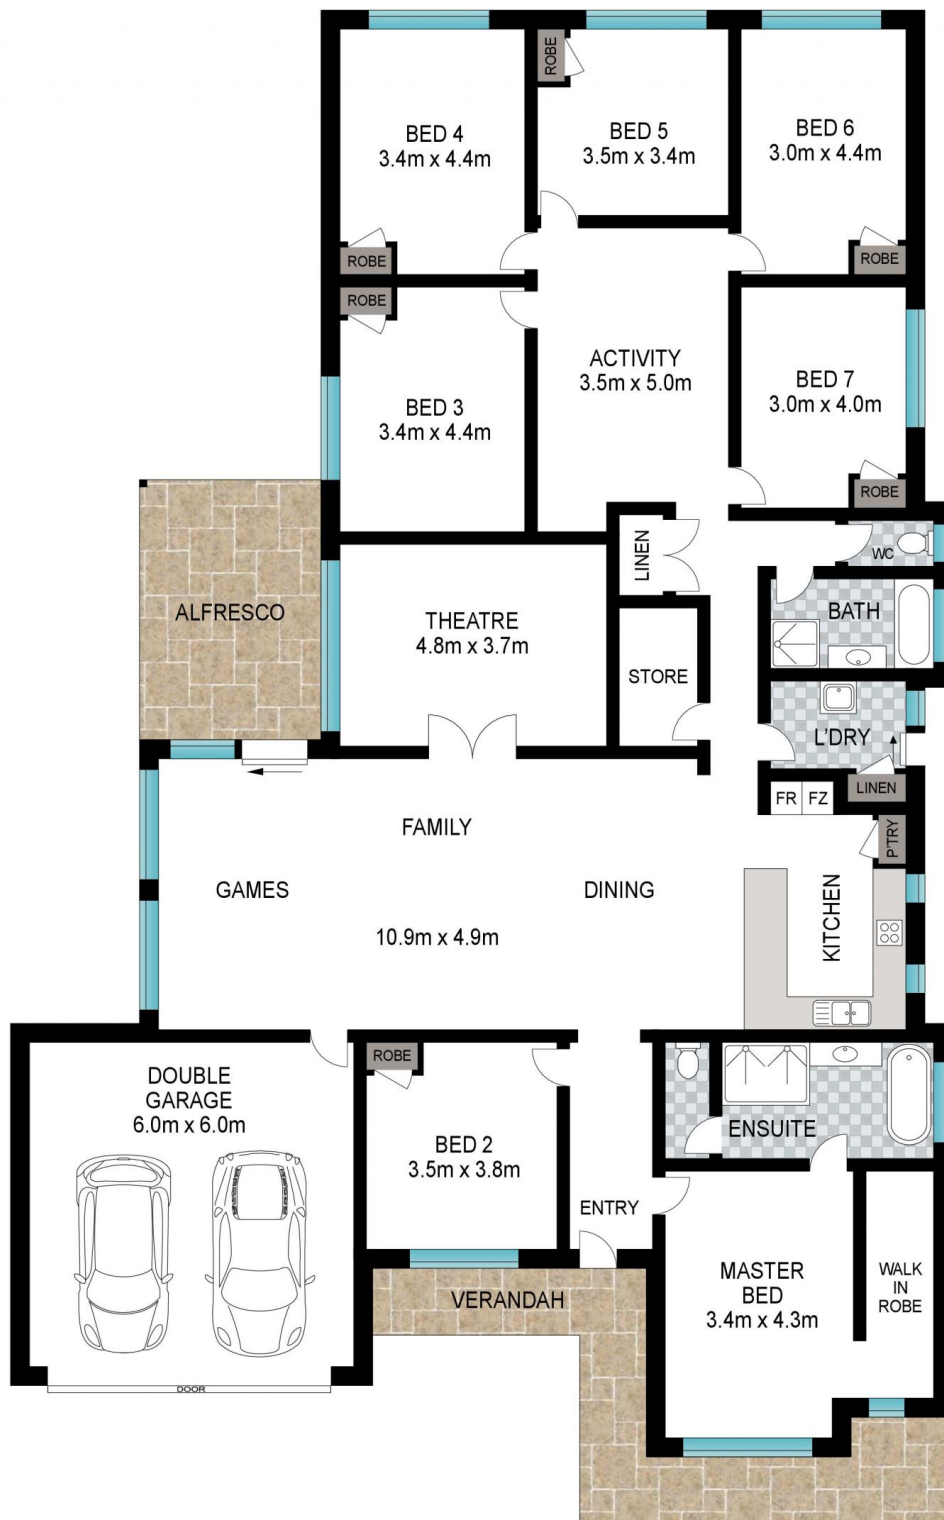 ROBE
BED 4
3.4m x 4.4m
BED 5
3.5m x 3.4m
BED 6
3.0m x 4.4m
ROBE
ROBE
ROBE
ACTIVITY
3.5m x 5.0m
BED 7
3.0m x 4.0m
BED 3
3.4m x 4.4m
ROBE
LINEN
WC
ALFRESCO
THEATRE
4.8m x 3.7m
BATH
STORE
L'DRY
LINEN
FR
FZ
P'TRY
FAMILY
GAMES
DINING
KITCHEN
10.9m x 4.9m
ROBE
DOUBLE
GARAGE
6.0m x 6.0m
BED 2
3.5m x 3.8m
ENSUITE
ENTRY
MASTER
BED
3.4m x 4.3m
WALK
IN
ROBE
VERANDAH
DOOR